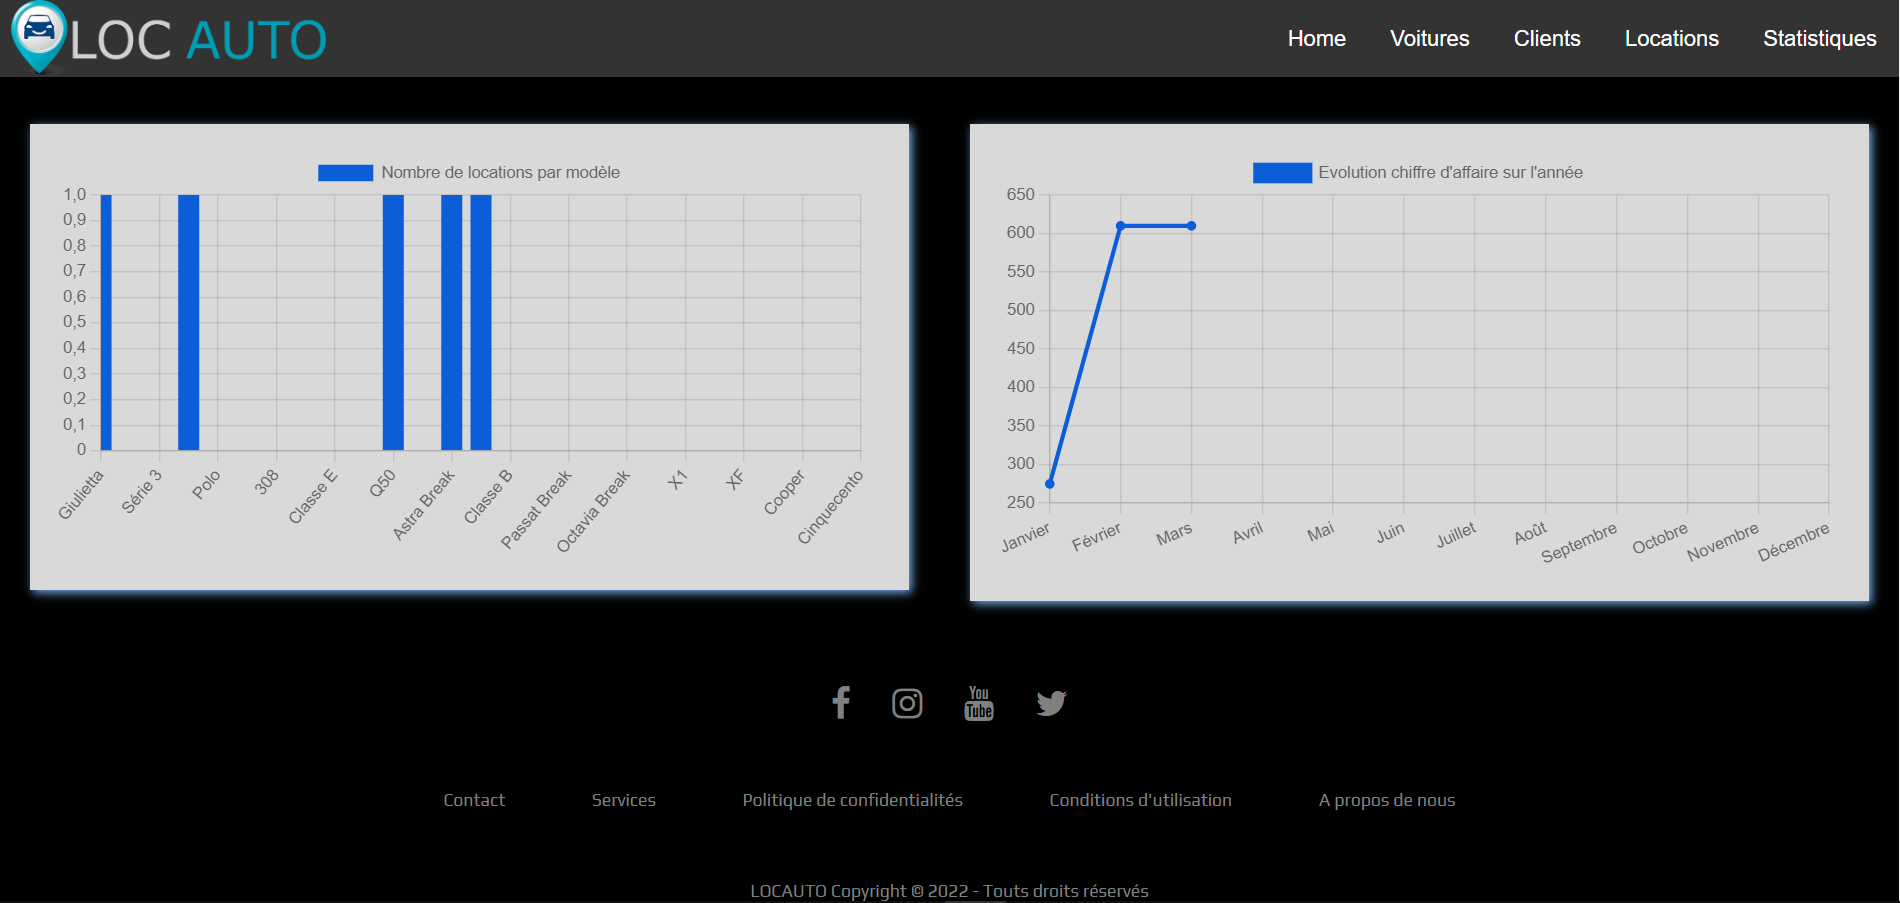 LOC AUTO
Home
Voitures
Clients
Locations
Statistiques
Nombre de locations par modèle
1,0
0,9
0,8
0,7
0,6
0,5
0,4
0,3
0,2
0,1
0
Giulietta
Série 3
Polo
308
Classe E
Q50
Astra Break
Classe B
Passat Break
Octavia Break
X1
XF
Cooper
Cinquecento
Evolution chiffre d'affaire sur l'année
650
600
550
500
450
400
350
300
250
Janvier
Février
Mars
Avril
Mai
Juin
Juillet
Août
Septembre
Octobre
Novembre
Décembre
You
Tube
Contact
Services
Politique de confidentialités
Conditions d'utilisation
A propos de nous
LOCAUTO Copyright © 2022 - Touts droits réservés